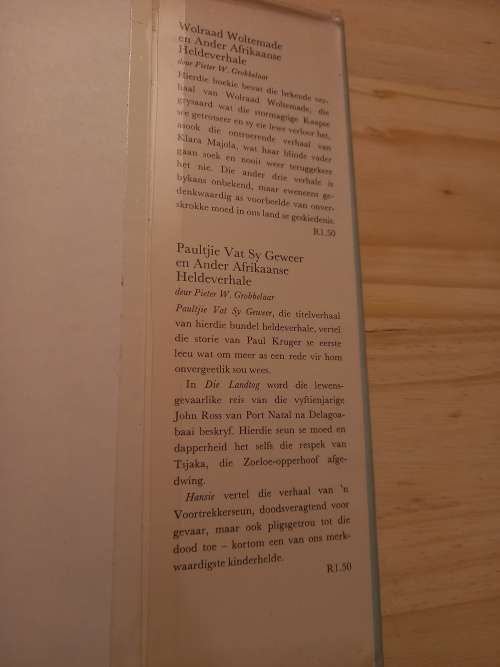 Wolraad Woltemade
en Ander Afrikaanse
Heldeverhale
deur Pieter W. Grobbelaar
Hierdie boekie bevat die bekende ver-
haal van Wolraad Woltemade, die
grysaard wat die stormagtige Kaapse
see getrotseer en sy eie lewe verloor het,
asook die ontroerende verhaal van
Klara Majola, wat haar blinde vader
gaan soek en nooit weer teruggekeer
het nie. Die ander drie verhale is
bykans onbekend, maar eweneens ge-
denkwaardig as voorbeelde van onver-
skrokke moed in ons land se geskiedenis.
R1.50
Paultjie Vat Sy Geweer
en Ander Afrikaanse
Heldeverhale
deur Pieter W. Grobbelaar
Paultjie Vat Sy Geweer, die titelverhaal
van hierdie bundel heldeverhale, vertel
die storie van Paul Kruger se eerste
leeu wat om meer as een rede vir hom
onvergeetlik sou wees.
In Die Landtog word die lewens-
gevaarlike reis van die vyftienjarige
John Ross van Port Natal na Delagoa-
baai beskryf. Hierdie seun se moed en
dapperheid het selfs die respek van
Tsjaka, die Zoeloe-opperhoof afge-
dwing.
Hansie vertel die verhaal van 'n
Voortrekkerseun, doodsveragtend voor
gevaar, maar ook pligsgetrou tot die
dood toe – kortom een van ons merk-
waardigste kinderhelde.
R1.50